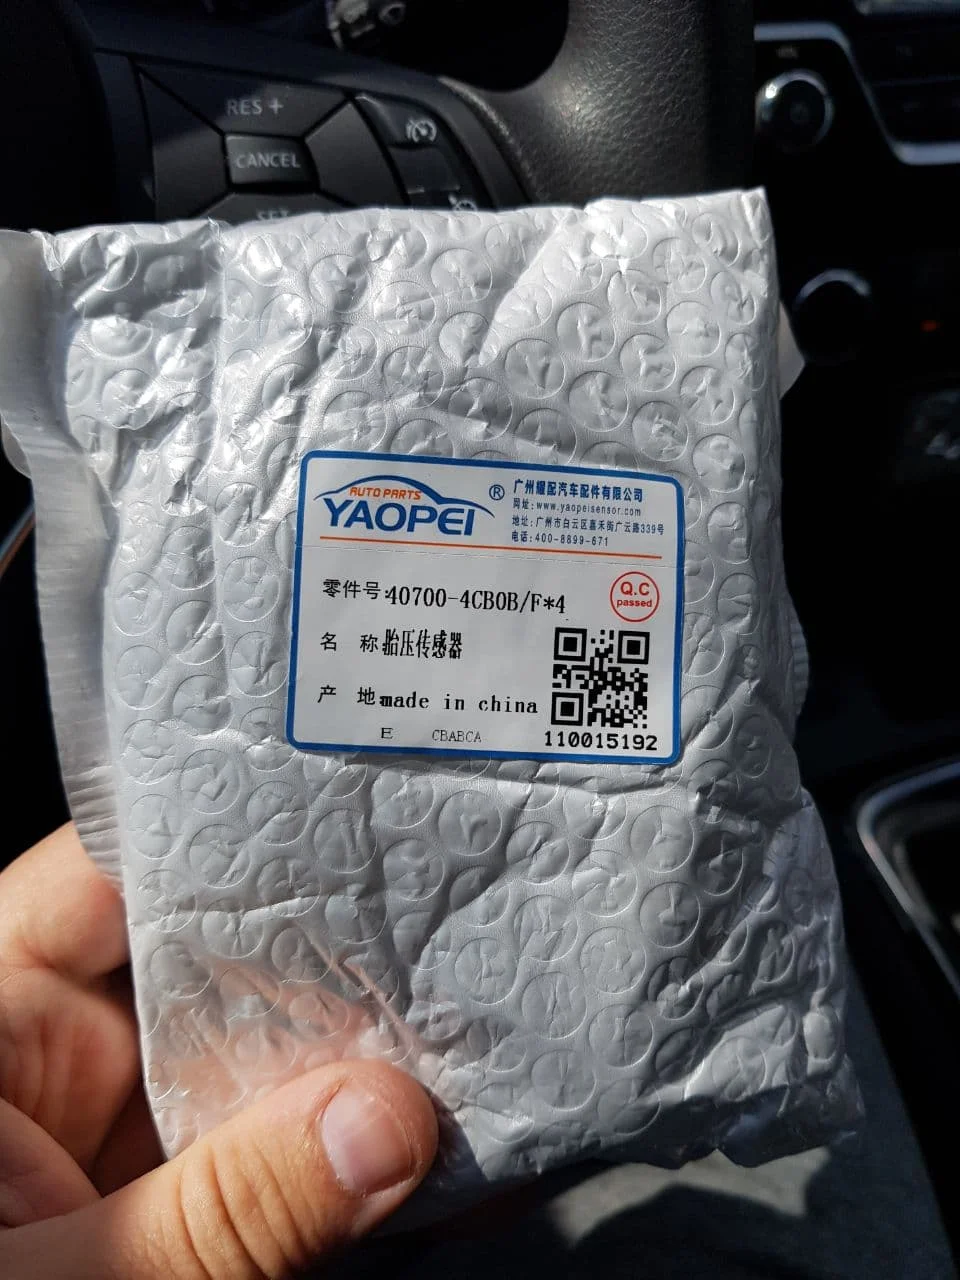 RES +
CANCEL
AUTO PARTS
YAOPEI ®
广州耀配汽车配件有限公司
网址:www.yaopeisensor.com
地址:广州市白云区嘉禾街广云路339号
电话:400-8899-671
零件号:40700-4CB0B/F*4
Q.C
passed
名 称:胎压传感器
产 地:made in china
E CBABCA
110015192